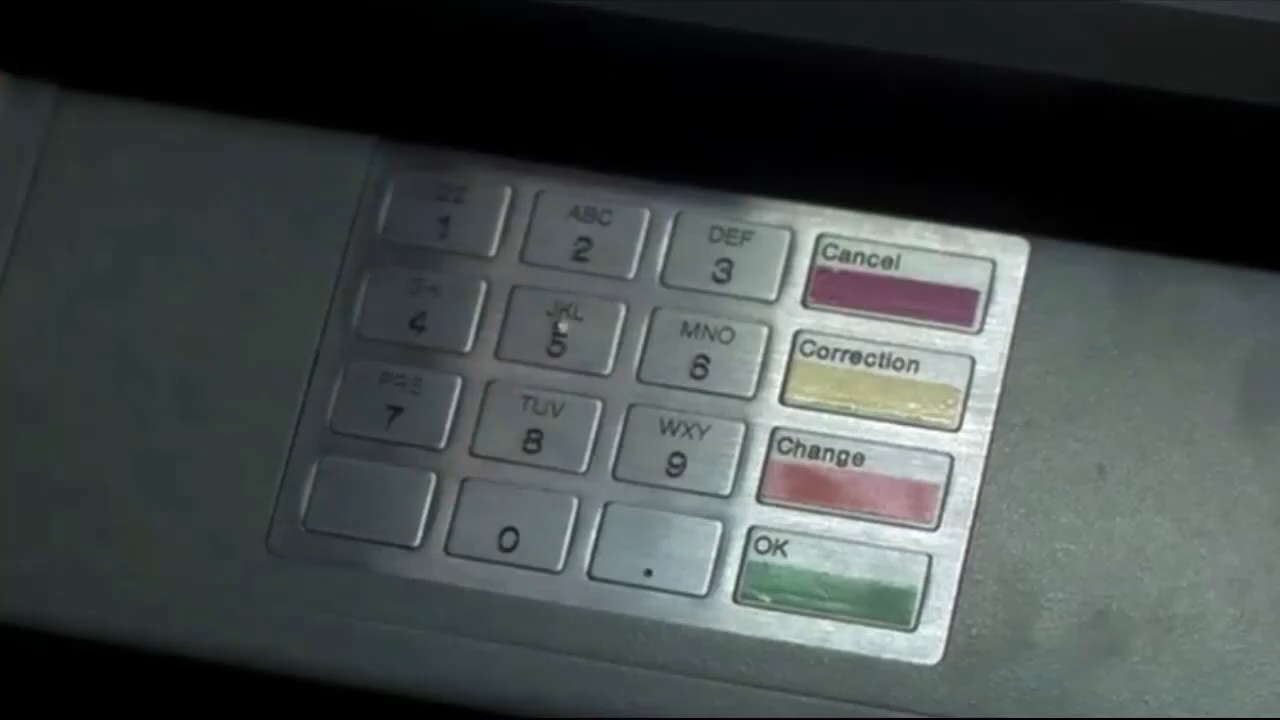 1
ABC
2
DEF
3
Cancel
4
JKL
5
MNO
6
Correction
7
TUV
8
WXY
9
Change
0
.
OK